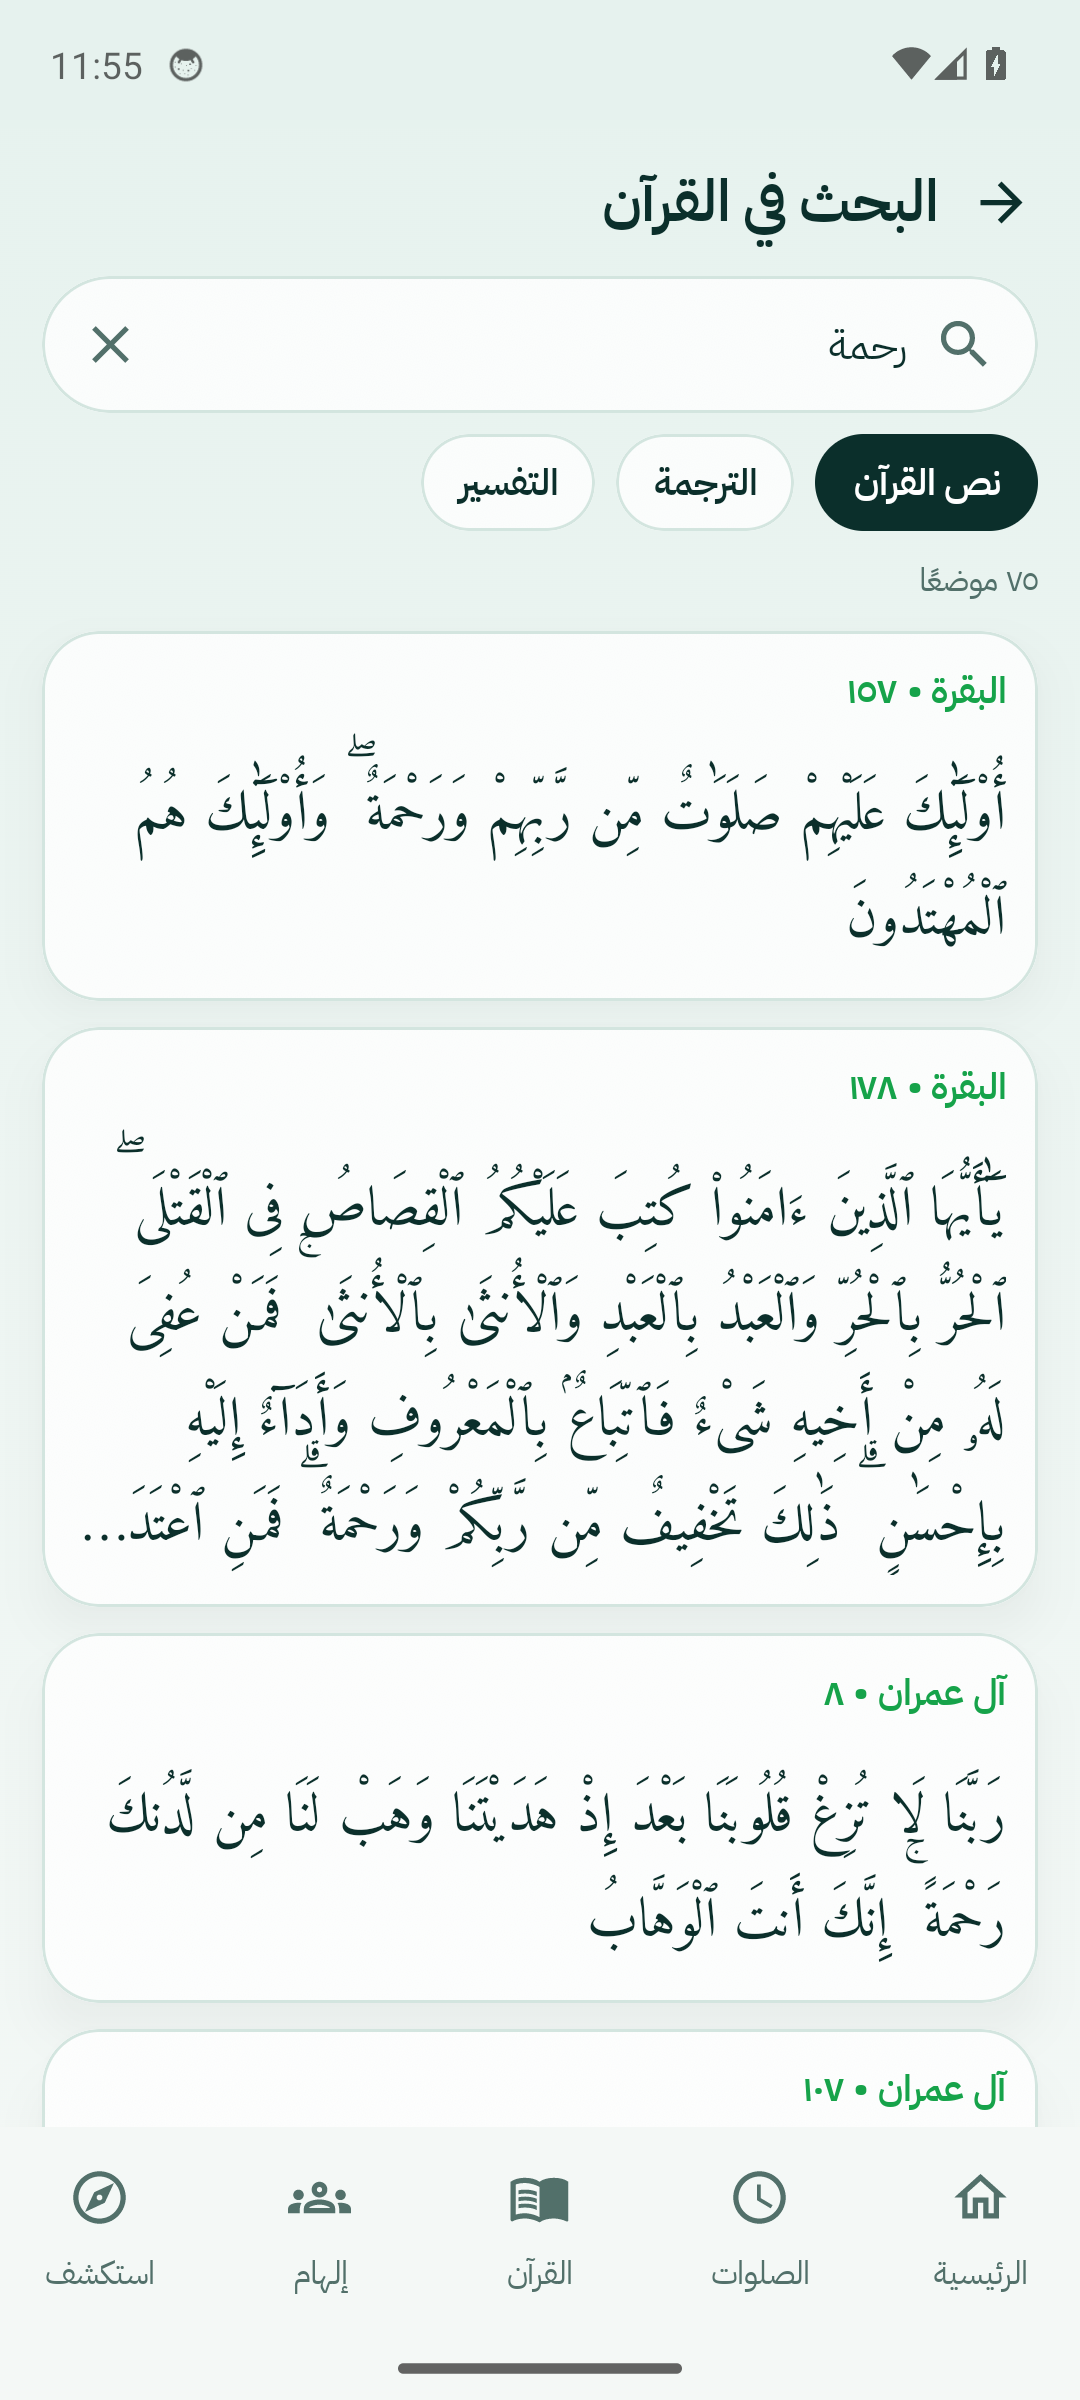 11:55
البحث في القرآن
رحمة
نص القرآن
الترجمة
التفسير
٧٥ موضعًا
البقرة • ١٥٧
أُو۟لَـٰٓئِكَ عَلَيْهِمْ صَلَوَٰتٌ مِّن رَّبِّهِمْ وَرَحْمَةٌ ۖ وَأُو۟لَـٰٓئِكَ هُمُ
ٱلْمُهْتَدُونَ
البقرة • ١٧٨
يَـٰٓأَيُّهَا ٱلَّذِينَ ءَامَنُوا۟ كُتِبَ عَلَيْكُمُ ٱلْقِصَاصُ فِى ٱلْقَتْلَى ۖ
ٱلْحُرُّ بِٱلْحُرِّ وَٱلْعَبْدُ بِٱلْعَبْدِ وَٱلْأُنثَىٰ بِٱلْأُنثَىٰ ۚ فَمَنْ عُفِىَ
لَهُۥ مِنْ أَخِيهِ شَىْءٌ فَٱتِّبَاعٌۢ بِٱلْمَعْرُوفِ وَأَدَآءٌ إِلَيْهِ
بِإِحْسَـٰنٍ ۗ ذَٰلِكَ تَخْفِيفٌ مِّن رَّبِّكُمْ وَرَحْمَةٌ ۗ فَمَنِ ٱعْتَدَ...
آل عمران • ٨
رَبَّنَا لَا تُزِغْ قُلُوبَنَا بَعْدَ إِذْ هَدَيْتَنَا وَهَبْ لَنَا مِن لَّدُنكَ
رَحْمَةً ۚ إِنَّكَ أَنتَ ٱلْوَهَّابُ
آل عمران • ١٠٧
الرئيسية
الصلوات
القرآن
إلهام
استكشف